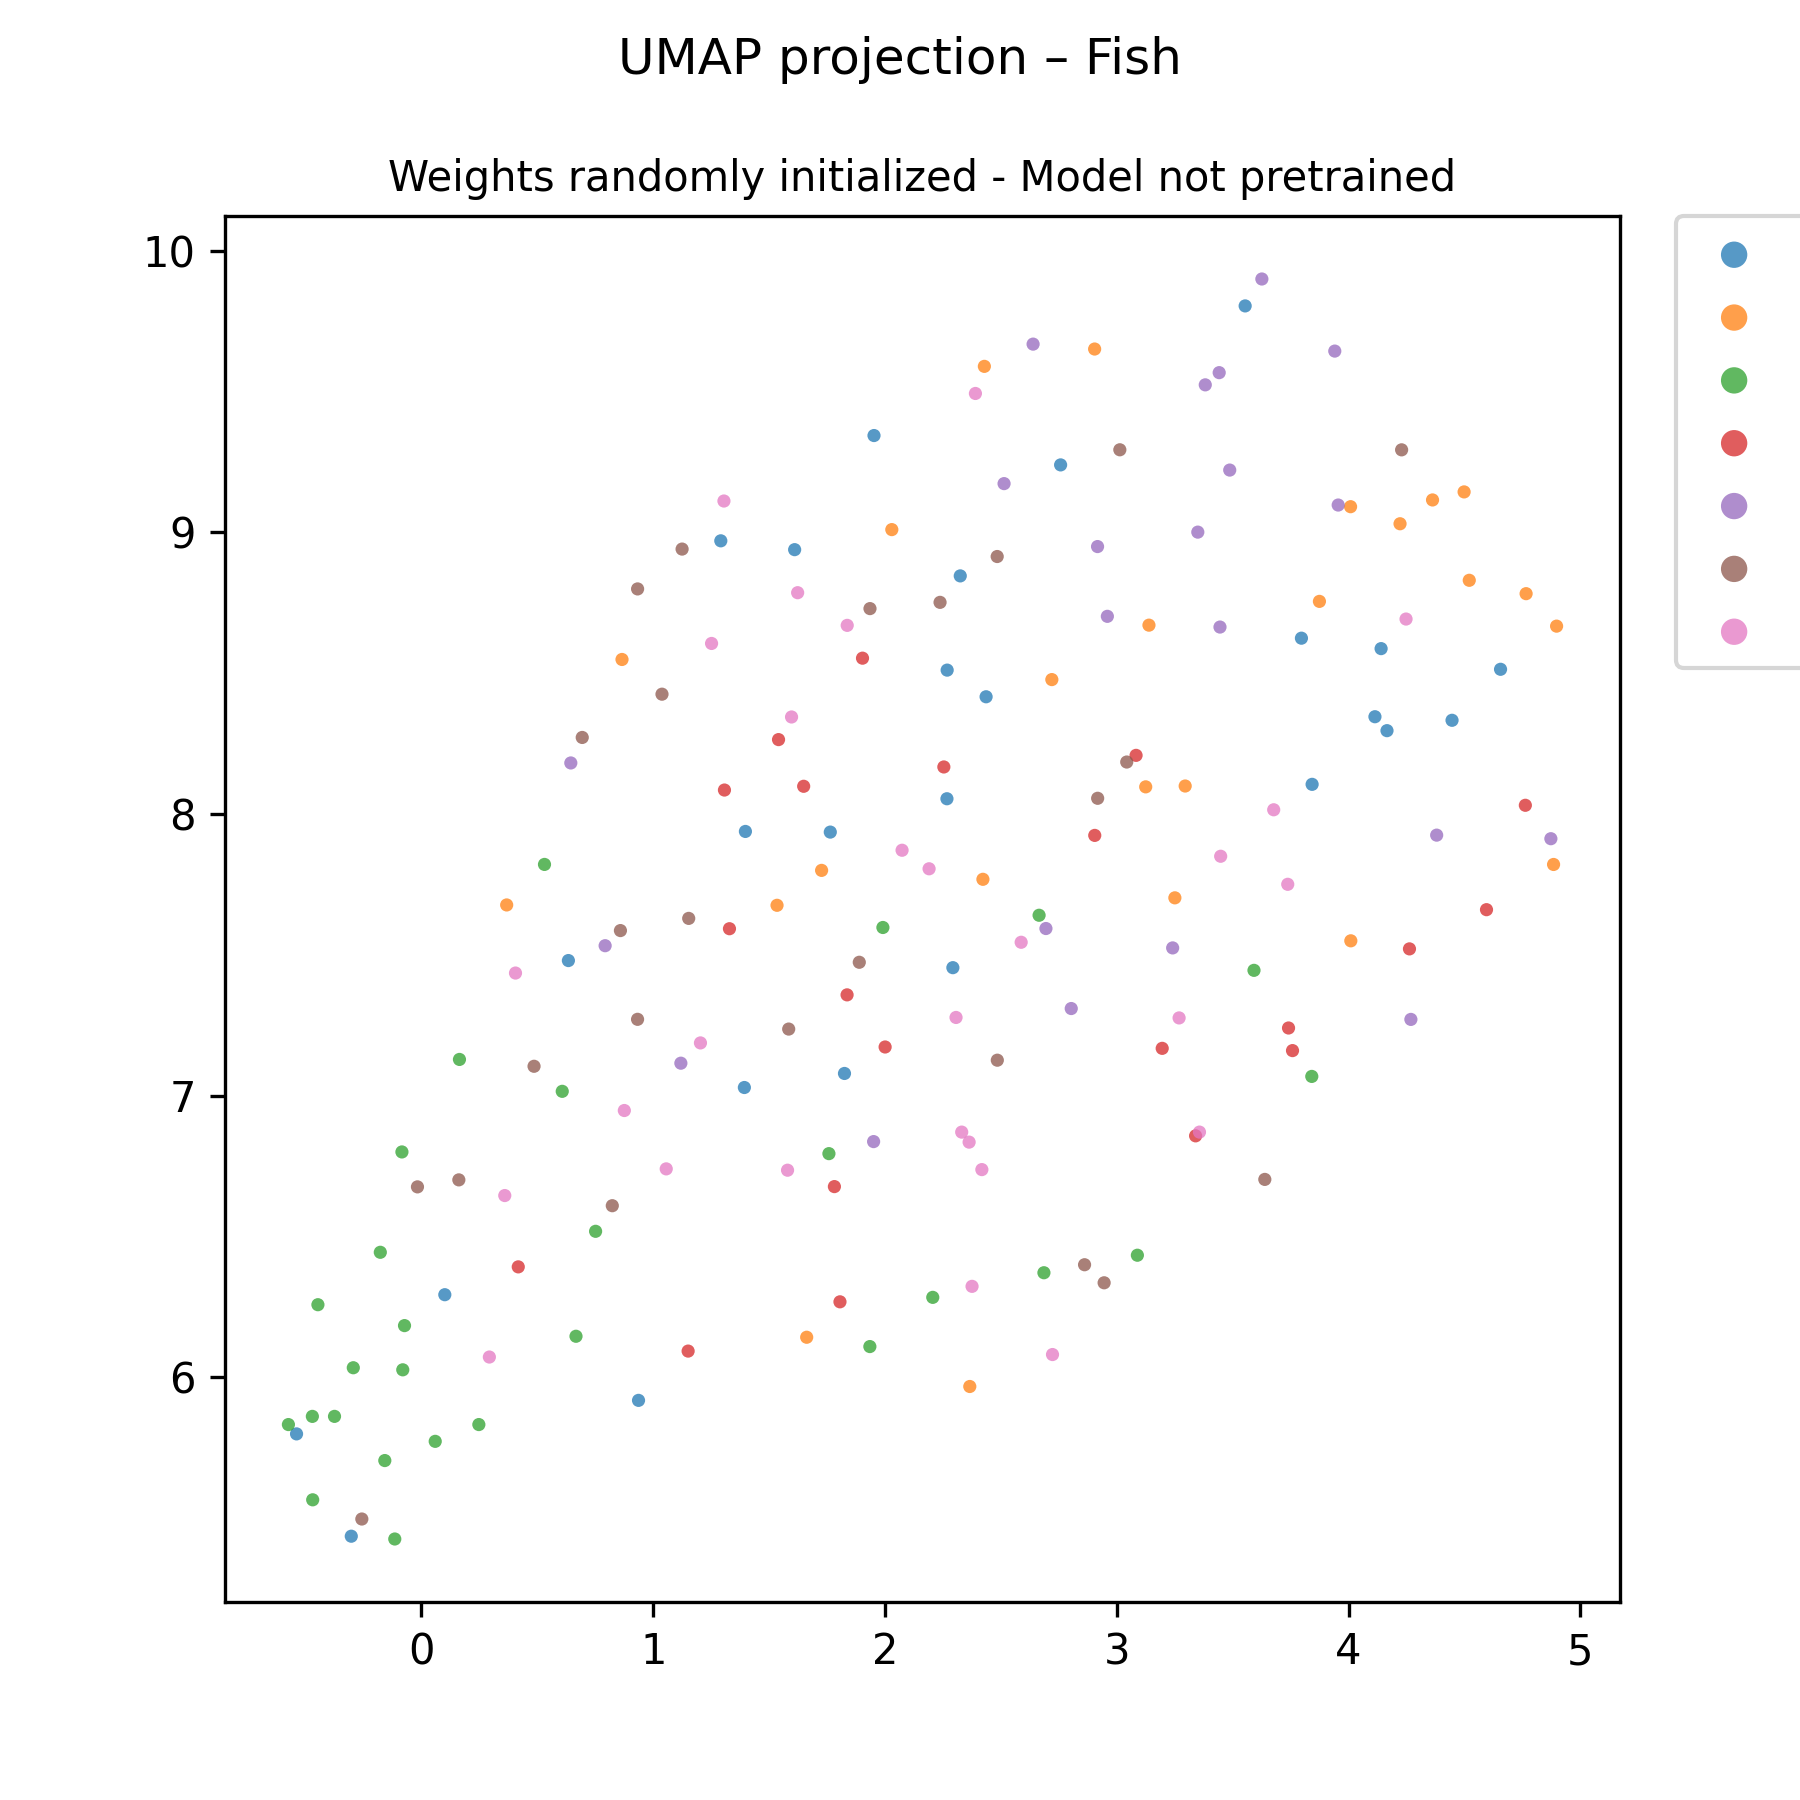 UMAP projection – Fish
Weights randomly initialized - Model not pretrained
10
9
8
7
6
0 1 2 3 4 5